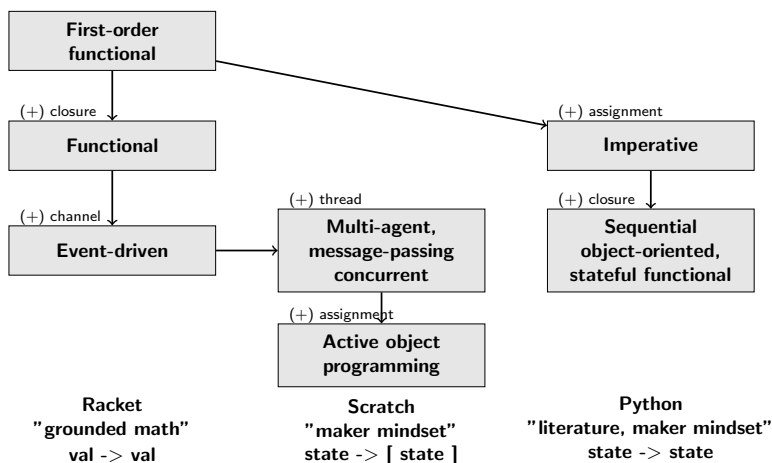 First-order
functional
(+) closure
(+) assignment
Functional
Imperative
(+) channel
(+) thread
(+) closure
Event-driven
Multi-agent,
message-passing
concurrent
Sequential
object-oriented,
stateful functional
(+) assignment
Active object
programming
Racket
"grounded math"
val -> val
Scratch
"maker mindset"
state -> [ state ]
Python
"literature, maker mindset"
state -> state